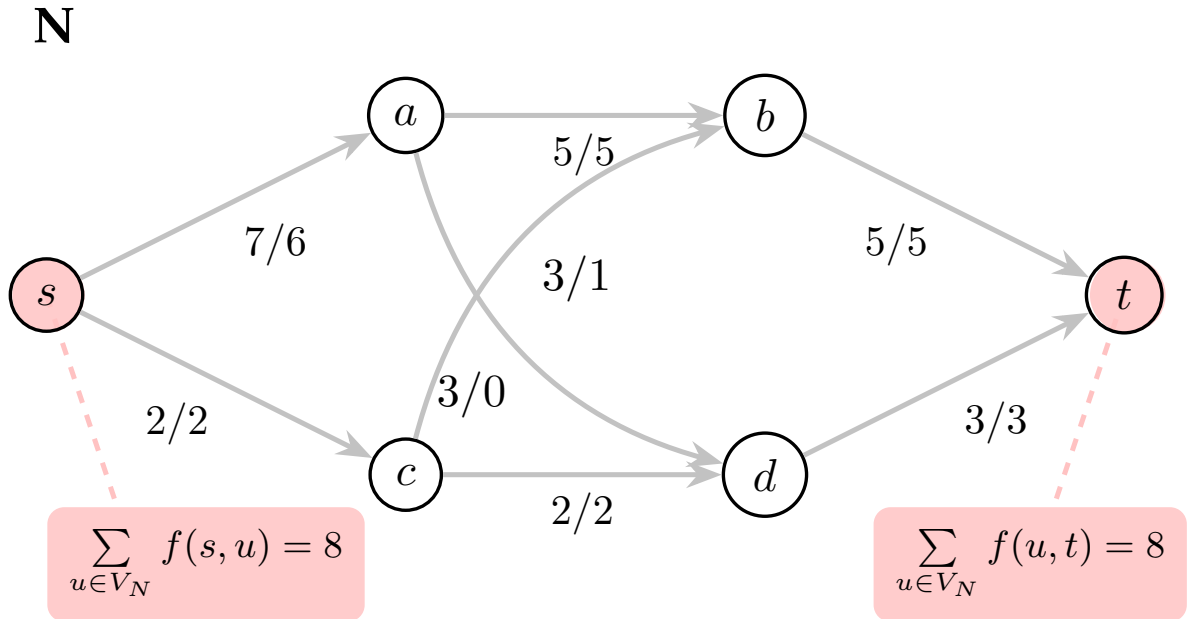 N
a
b
5/5
7/6
5/5
3/1
s
t
3/0
2/2
3/3
c
d
2/2
∑ f(s, u) = 8
u∈V_N
∑ f(u, t) = 8
u∈V_N